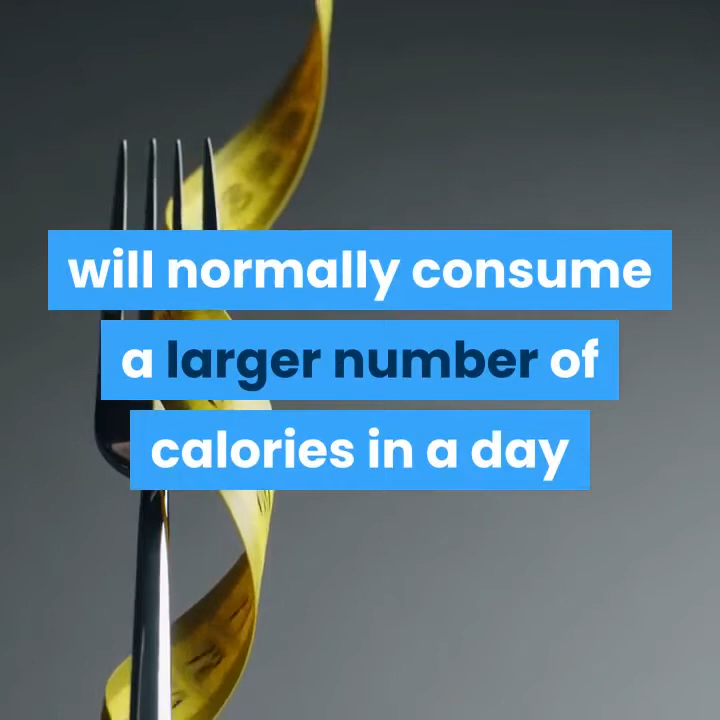 will normally consume
a larger number of
calories in a day